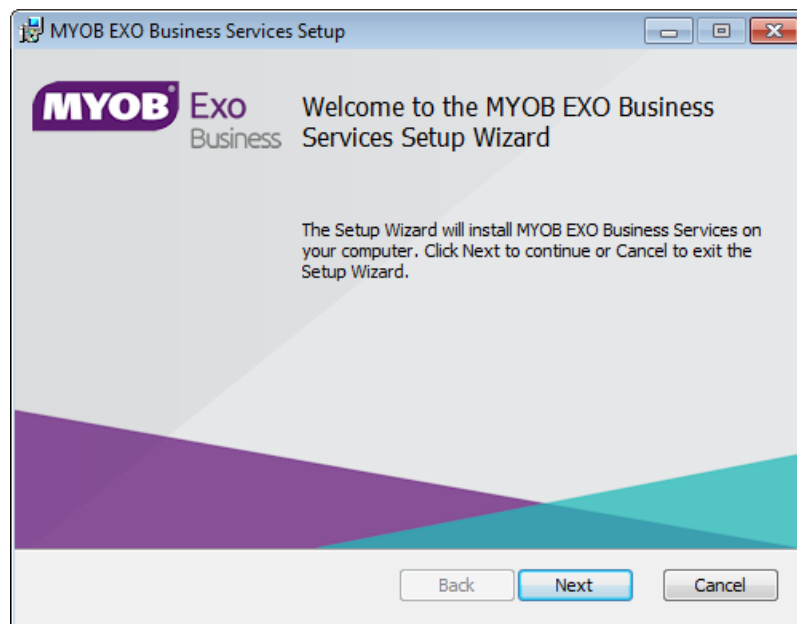 MYOB EXO Business Services Setup
MYOB Exo
Business
Welcome to the MYOB EXO Business
Services Setup Wizard
The Setup Wizard will install MYOB EXO Business Services on
your computer. Click Next to continue or Cancel to exit the
Setup Wizard.
Back Next Cancel